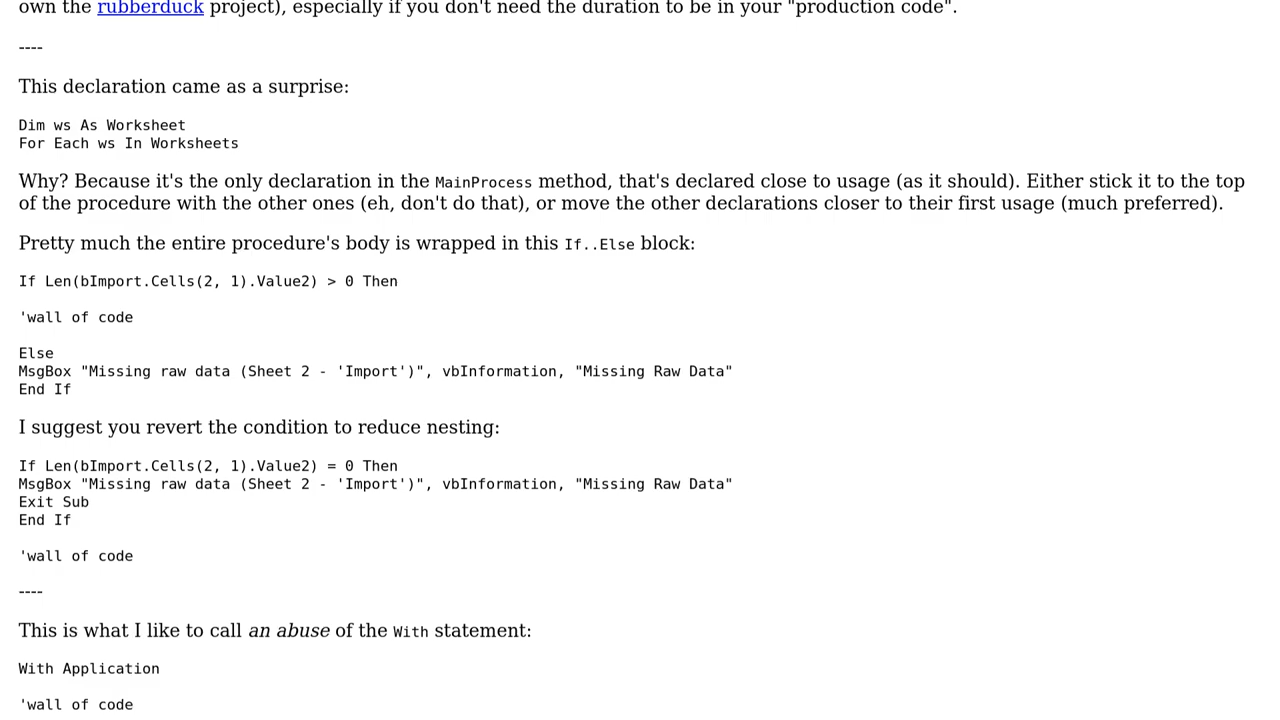 own the rubberduck project), especially if you don't need the duration to be in your "production code".
----
This declaration came as a surprise:
Dim ws As Worksheet
For Each ws In Worksheets
Why? Because it's the only declaration in the MainProcess method, that's declared close to usage (as it should). Either stick it to the top
of the procedure with the other ones (eh, don't do that), or move the other declarations closer to their first usage (much preferred).
Pretty much the entire procedure's body is wrapped in this If..Else block:
If Len(bImport.Cells(2, 1).Value2) > 0 Then
'wall of code
Else
MsgBox "Missing raw data (Sheet 2 - 'Import')", vbInformation, "Missing Raw Data"
End If
I suggest you revert the condition to reduce nesting:
If Len(bImport.Cells(2, 1).Value2) = 0 Then
MsgBox "Missing raw data (Sheet 2 - 'Import')", vbInformation, "Missing Raw Data"
Exit Sub
End If
'wall of code
----
This is what I like to call an abuse of the With statement:
With Application
'wall of code